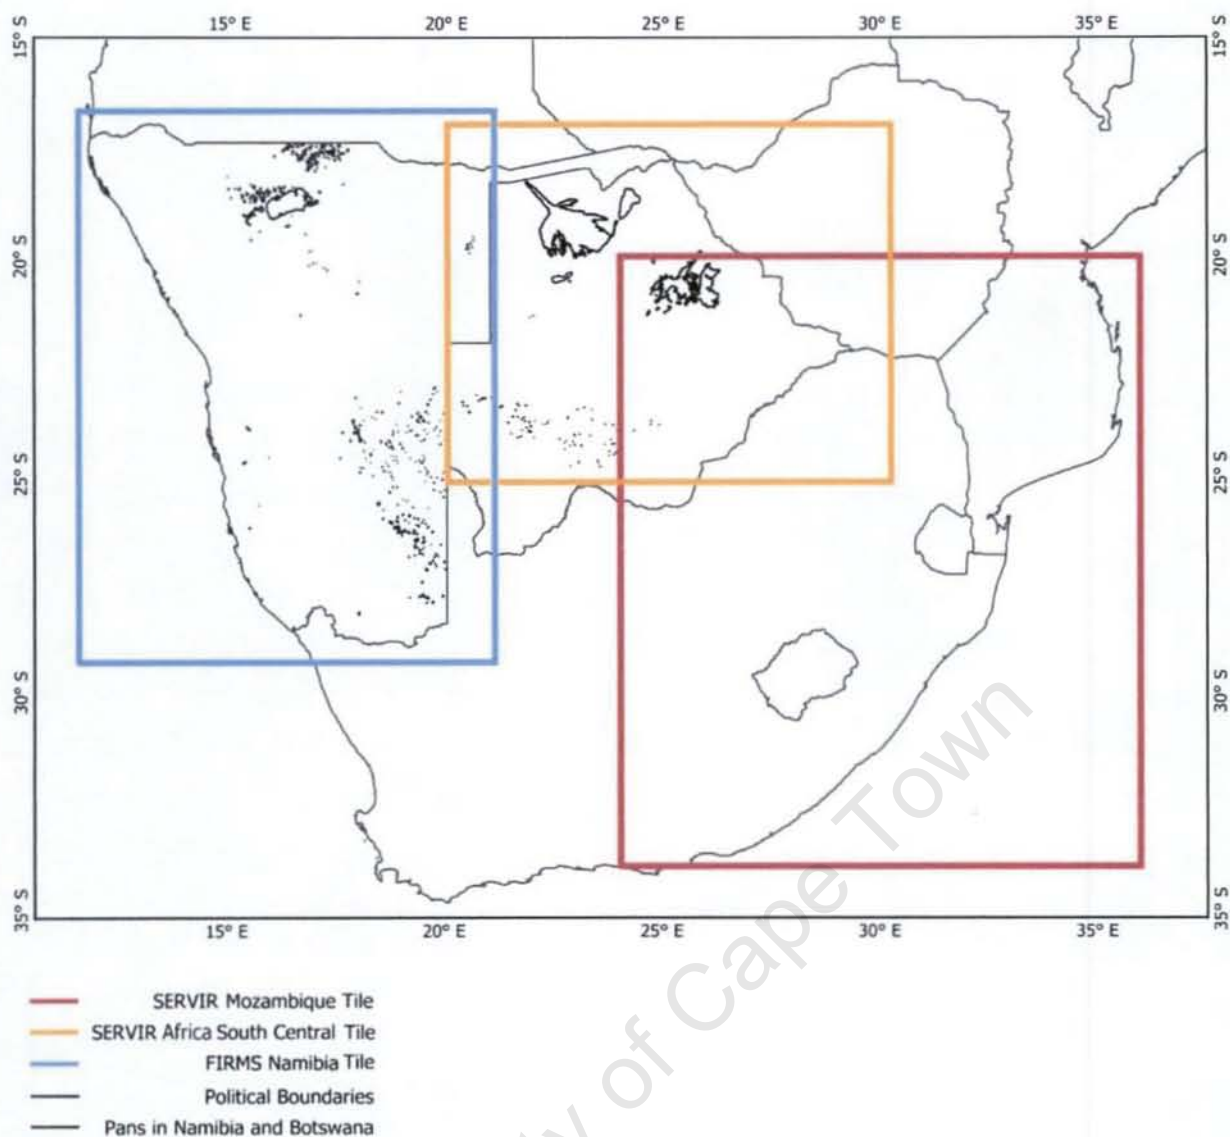 15° E 20° E 25° E 30° E 35° E
15° S 15° S
20° S 20° S
25° S 25° S
30° S 30° S
35° S 35° S
15° E 20° E 25° E 30° E 35° E
SERVIR Mozambique Tile
SERVIR Africa South Central Tile
FIRMS Namibia Tile
Political Boundaries
Pans in Namibia and Botswana
of Cape Town